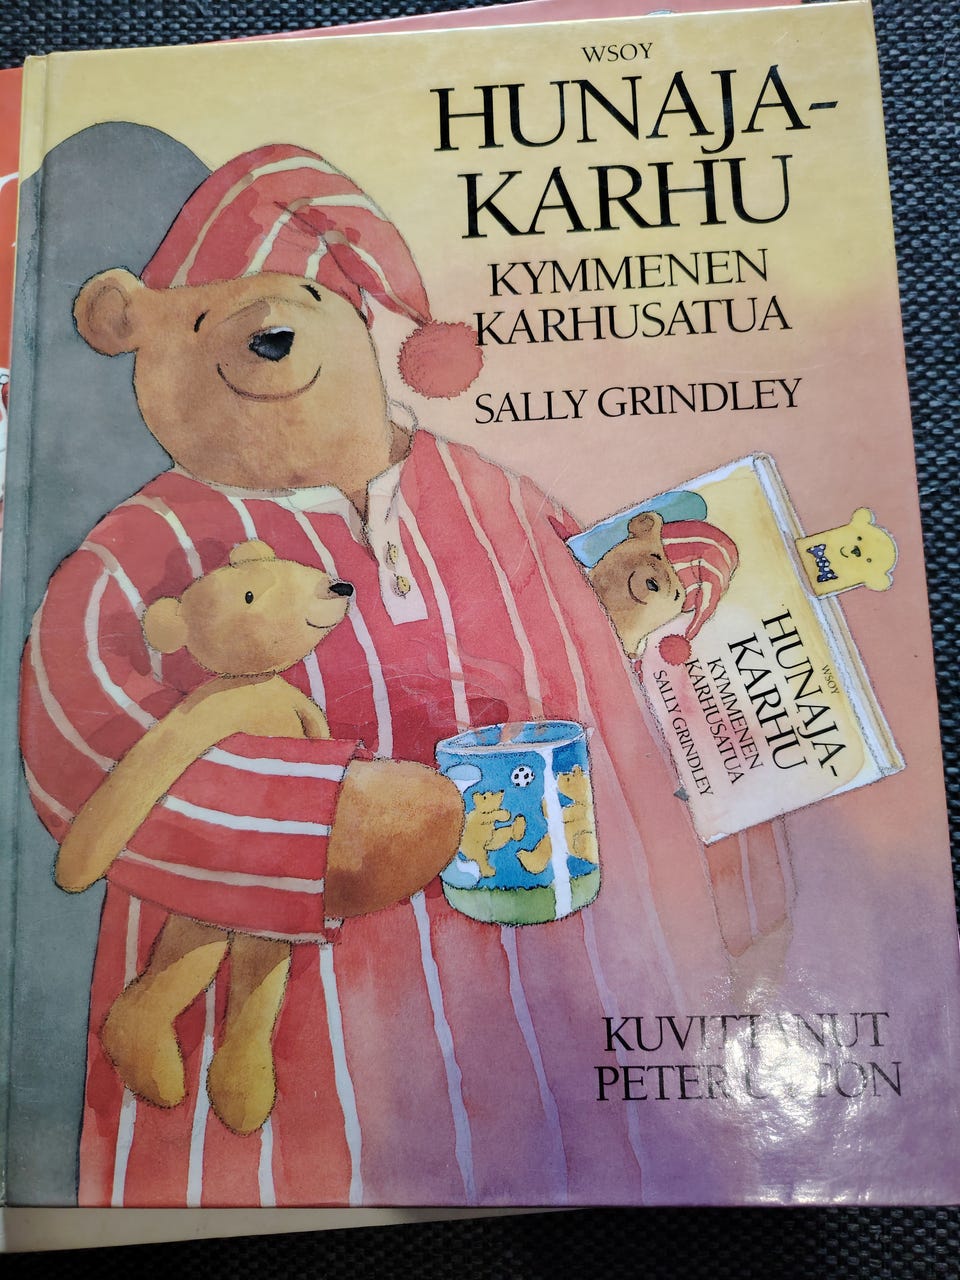 WSOY
HUNAJA-
KARHU
KYMMENEN
KARHUSATUA
SALLY GRINDLEY
WSOY
HUNAJA-
KARHU
KYMMENEN
KARHUSATUA
SALLY GRINDLEY
KUVITTANUT
PETER